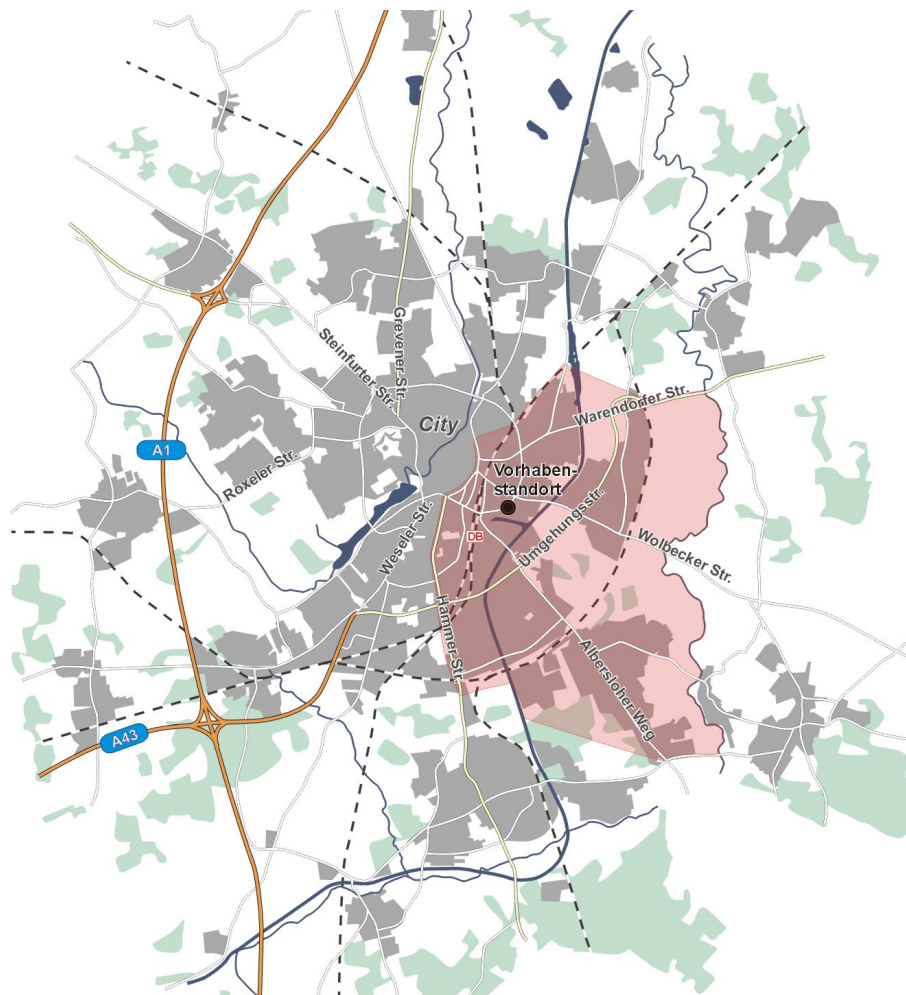 Grevener Str.
Steinfurter Str.
City
Warendorfer Str.
A1
Roxeler Str.
Vorhaben-
standort
Weseler Str.
Umgehungsstr.
DB
Wolbecker Str.
Hammer Str.
Albersloher Weg
A43